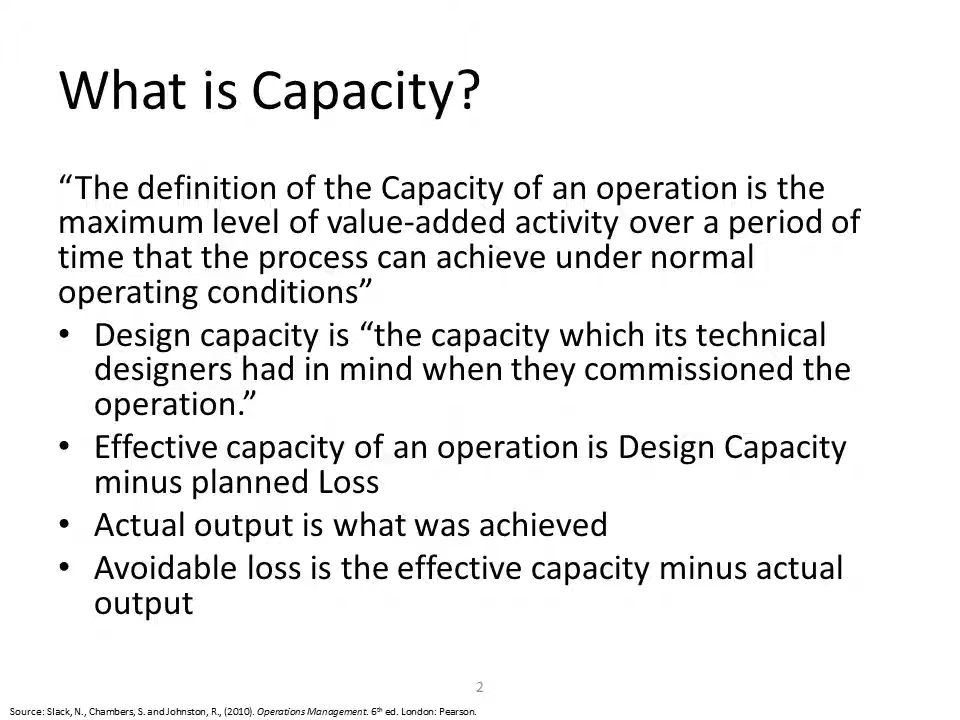 What is Capacity?
“The definition of the Capacity of an operation is the
maximum level of value-added activity over a period of
time that the process can achieve under normal
operating conditions”
• Design capacity is “the capacity which its technical
designers had in mind when they commissioned the
operation.”
• Effective capacity of an operation is Design Capacity
minus planned Loss
• Actual output is what was achieved
• Avoidable loss is the effective capacity minus actual
output
2
Source: Slack, N., Chambers, S. and Johnston, R., (2010). Operations Management. 6th ed. London: Pearson.